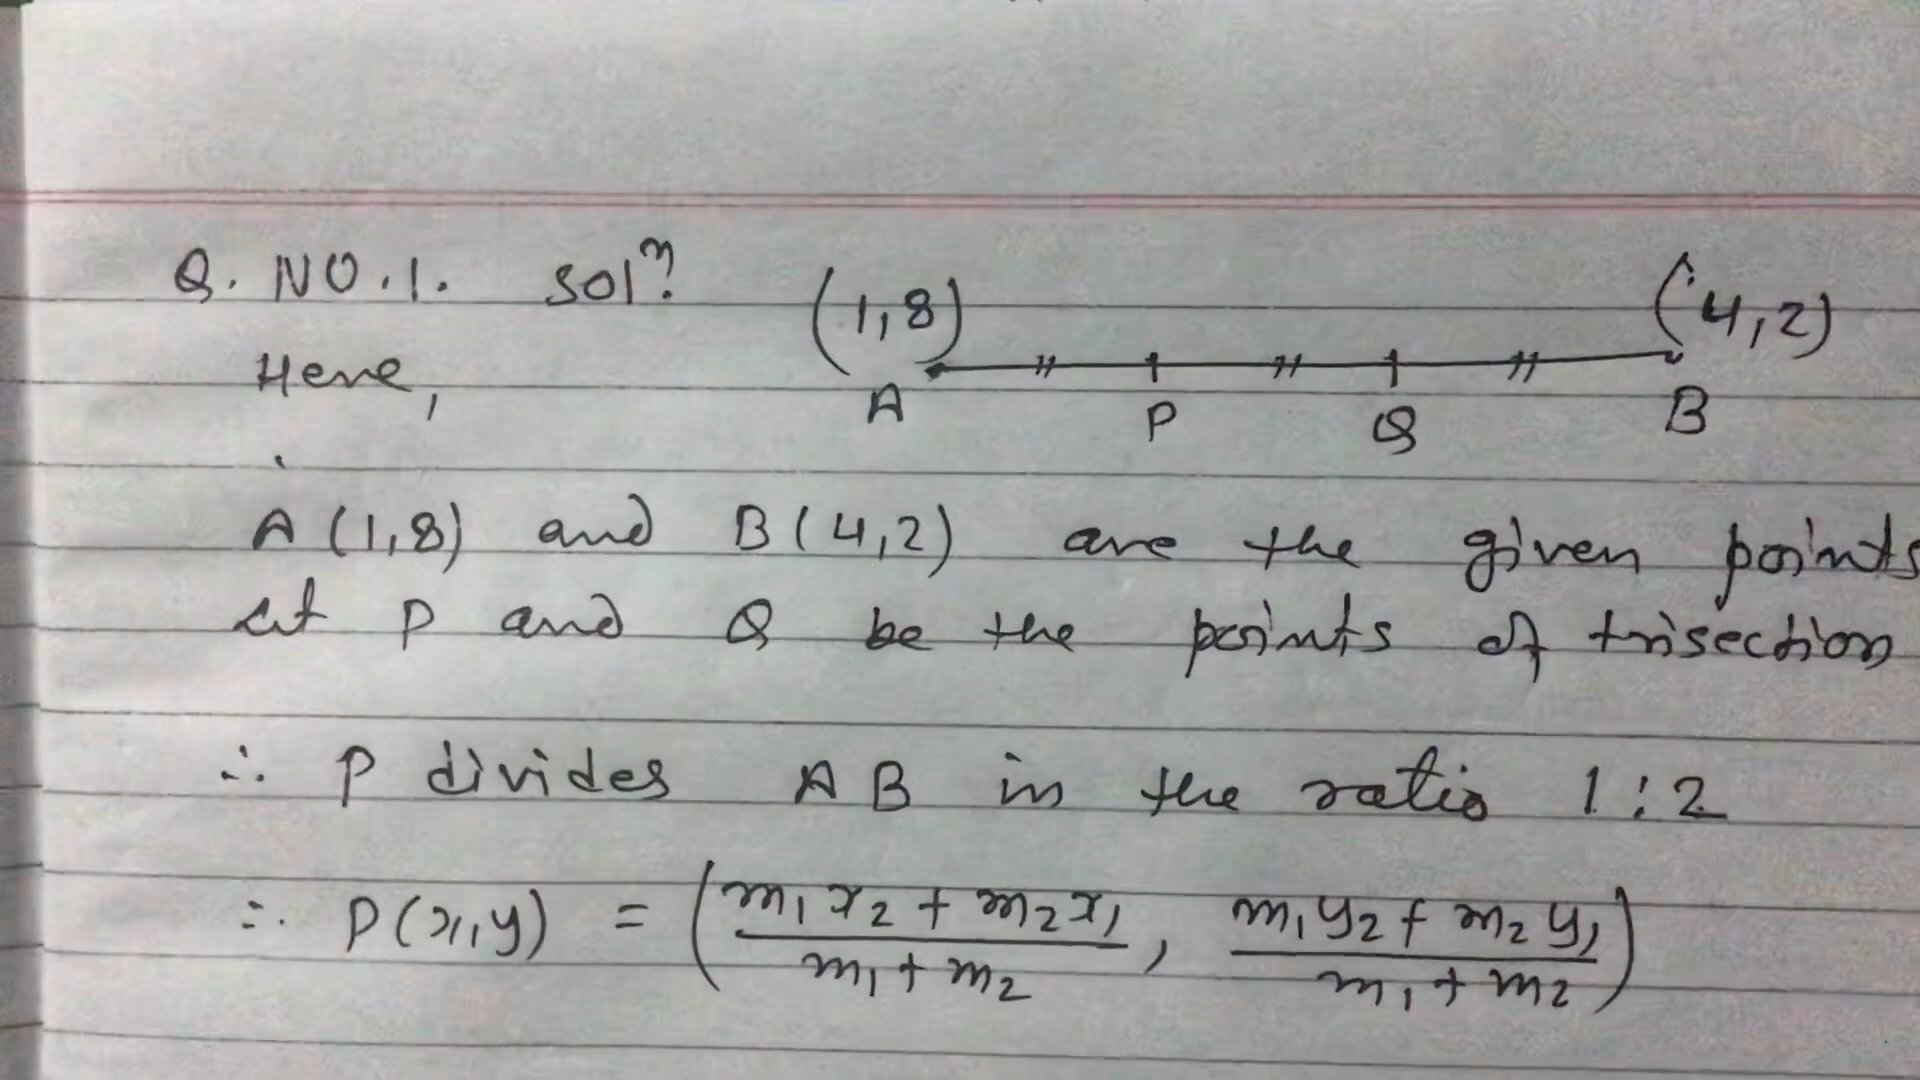 Q. NO. 1. solⁿ
(1,8) (4,2)
Here,
A P Q B
A (1,8) and B (4,2) are the given points
Let P and Q be the points of trisection
∴ P divides AB in the ratio 1:2
∴ P(x,y) = ( (m₁x₂ + m₂x₁)/(m₁ + m₂) , (m₁y₂ + m₂y₁)/(m₁ + m₂) )